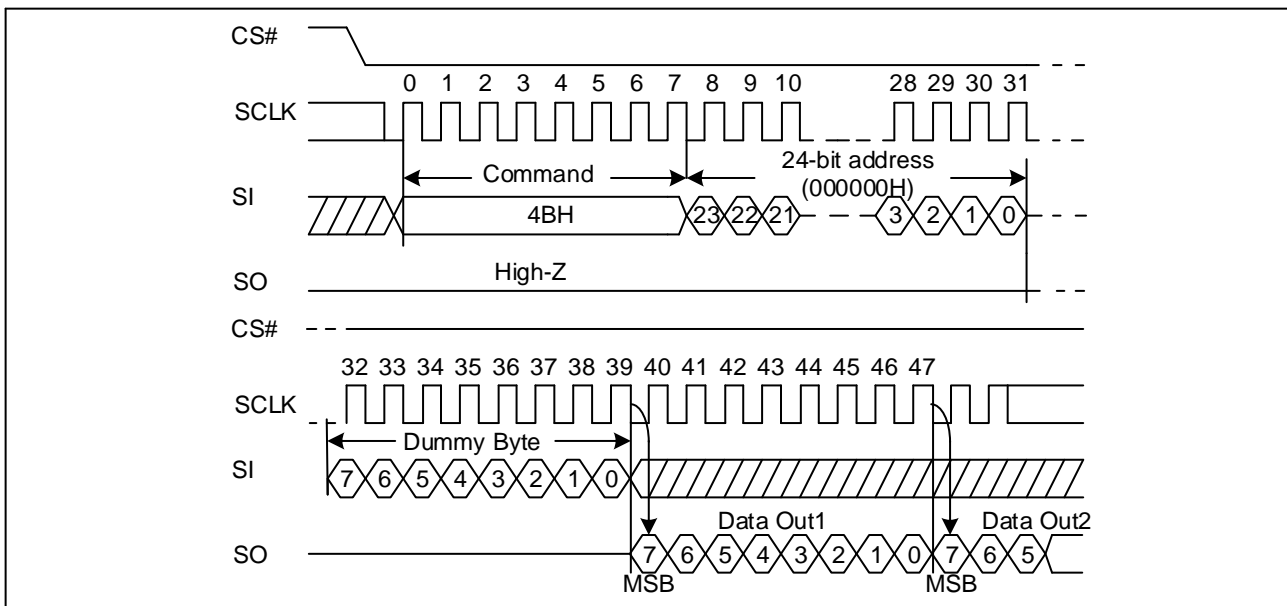 CS#
0 1 2 3 4 5 6 7 8 9 10 28 29 30 31
SCLK
Command
24-bit address
(000000H)
SI
4BH
23 22 21 3 2 1 0
High-Z
SO
CS#
32 33 34 35 36 37 38 39 40 41 42 43 44 45 46 47
SCLK
Dummy Byte
SI
7 6 5 4 3 2 1 0
Data Out1 Data Out2
SO
7 6 5 4 3 2 1 0 7 6 5
MSB MSB